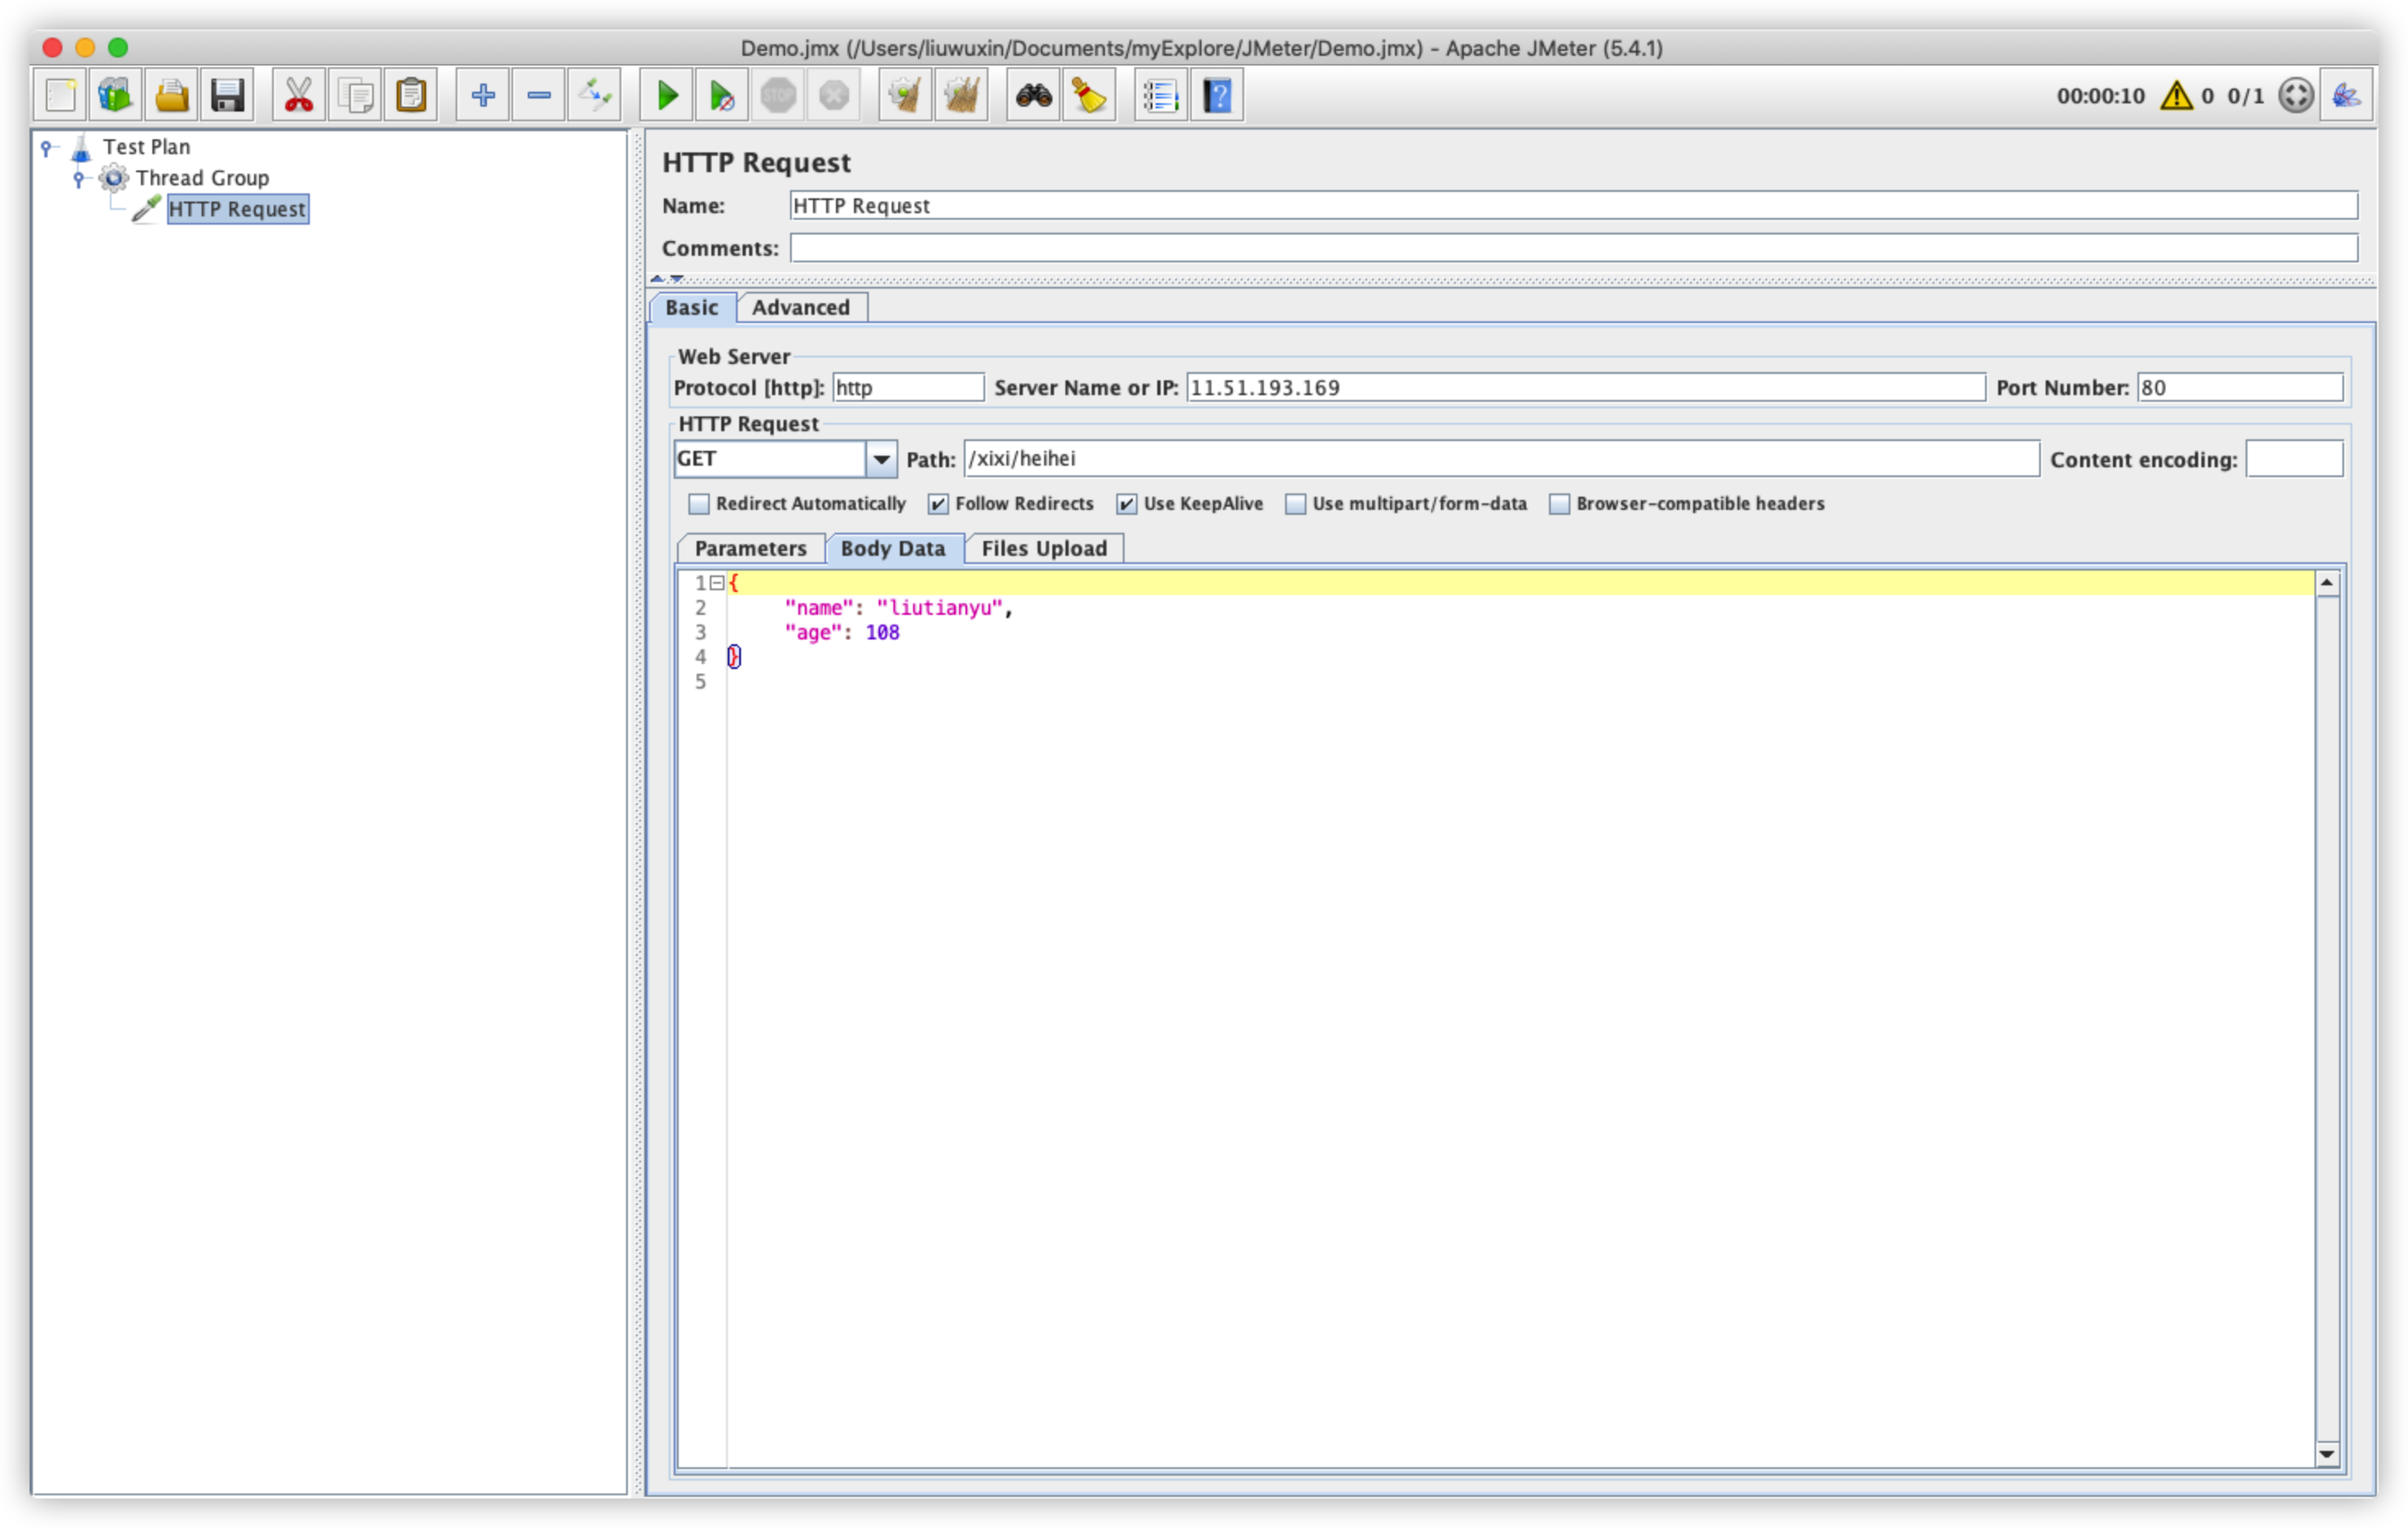 Demo.jmx (/Users/liuwuxin/Documents/myExplore/JMeter/Demo.jmx) - Apache JMeter (5.4.1)
STOP
?
00:00:10 0 0/1
Test Plan
Thread Group
HTTP Request
HTTP Request
Name: HTTP Request
Comments:
Basic Advanced
Web Server
Protocol [http]: http Server Name or IP: 11.51.193.169 Port Number: 80
HTTP Request
GET Path: /xixi/heihei Content encoding:
Redirect Automatically Follow Redirects Use KeepAlive Use multipart/form-data Browser-compatible headers
Parameters Body Data Files Upload
1 {
2 "name": "liutianyu",
3 "age": 108
4 }
5